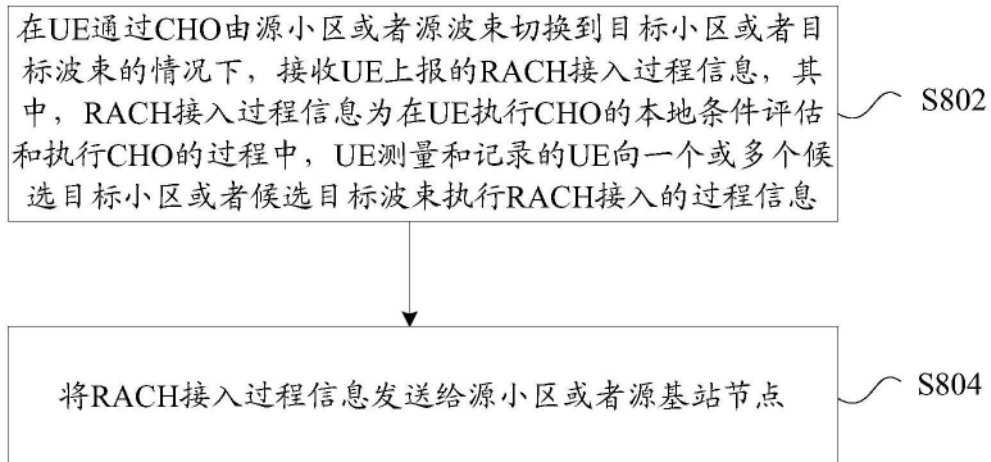 在UE通过CHO由源小区或者源波束切换到目标小区或者目
标波束的情况下，接收UE上报的RACH接入过程信息，其
中，RACH接入过程信息为在UE执行CHO的本地条件评估
和执行CHO的过程中，UE测量和记录的UE向一个或多个候
选目标小区或者候选目标波束执行RACH接入的过程信息
S802
将RACH接入过程信息发送给源小区或者源基站节点
S804